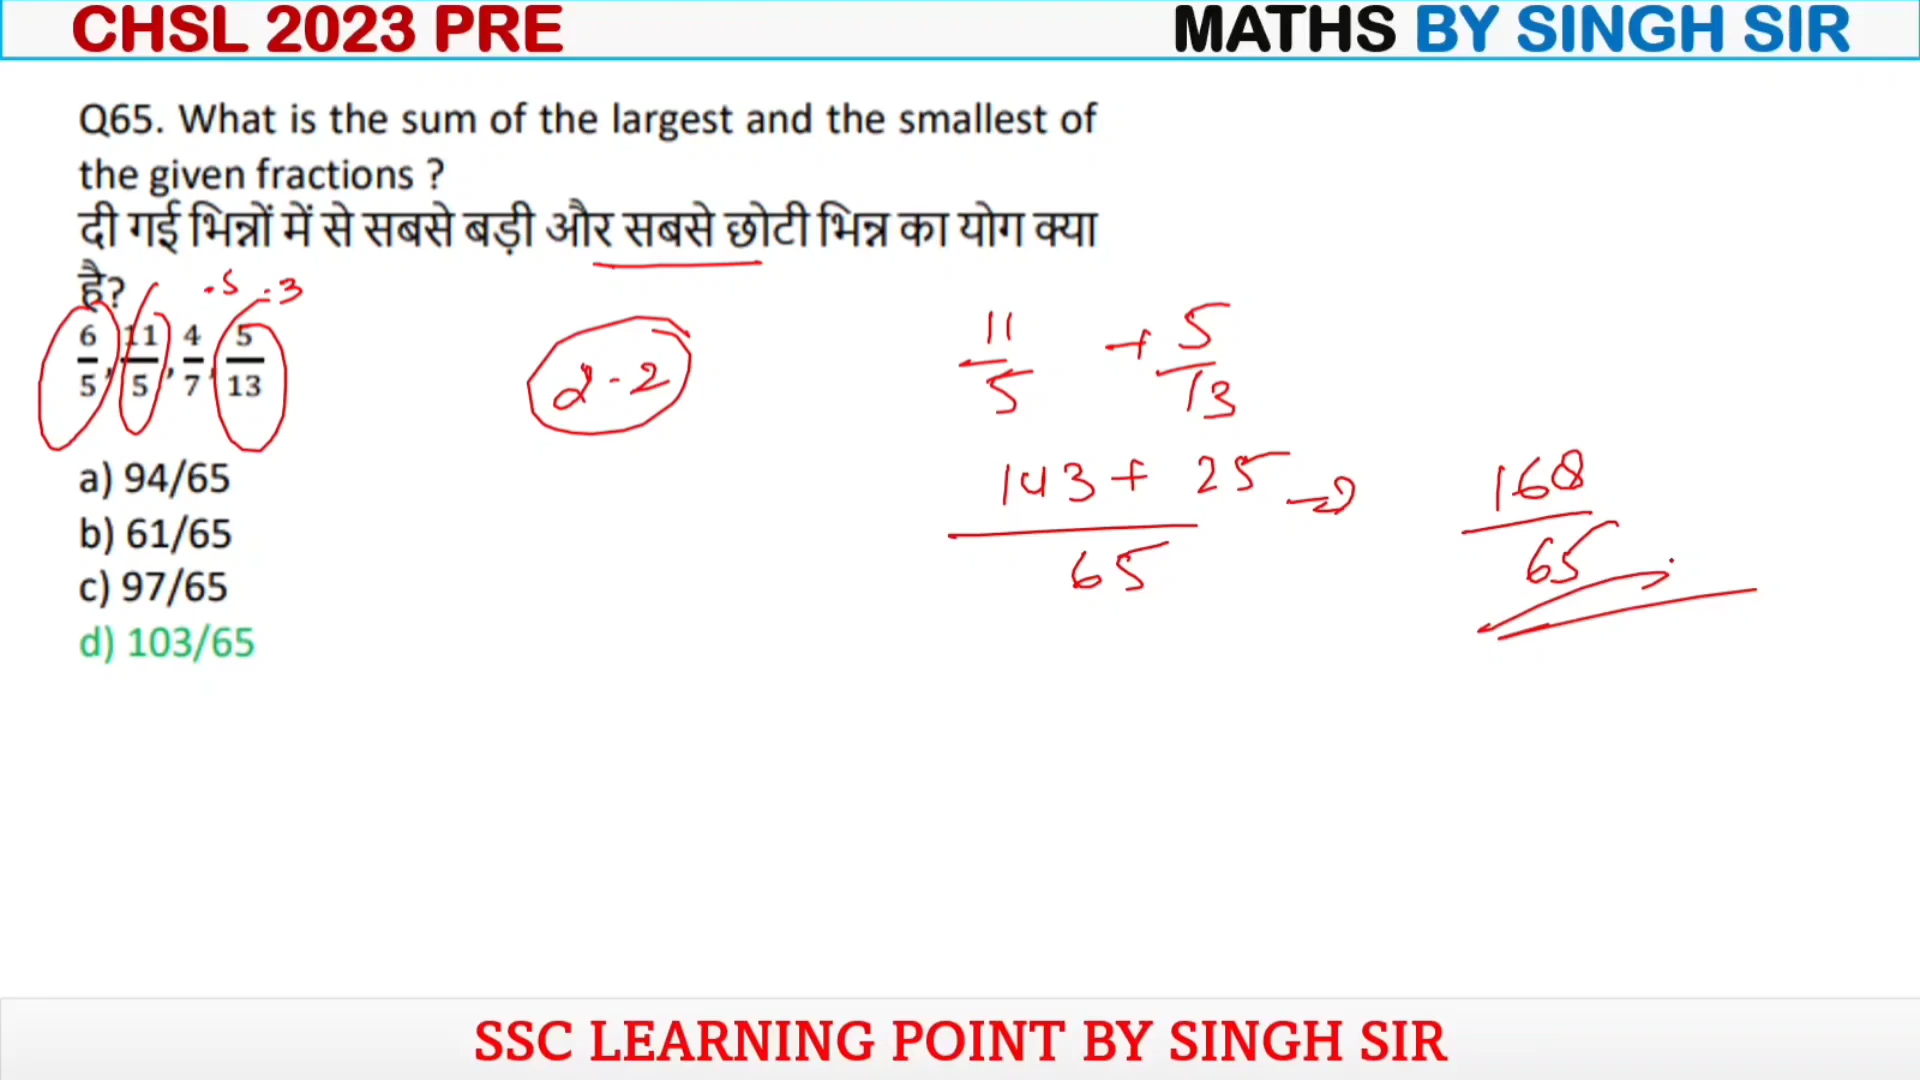 CHSL 2023 PRE MATHS BY SINGH SIR
Q65. What is the sum of the largest and the smallest of
the given fractions ?
दी गई भिन्नों में से सबसे बड़ी और सबसे छोटी भिन्न का योग क्या
है?
.5 .3
6/5, 11/5, 4/7, 5/13
2.2
11/5 + 5/13
143 + 25 / 65 → 168/65
a) 94/65
b) 61/65
c) 97/65
d) 103/65
SSC LEARNING POINT BY SINGH SIR